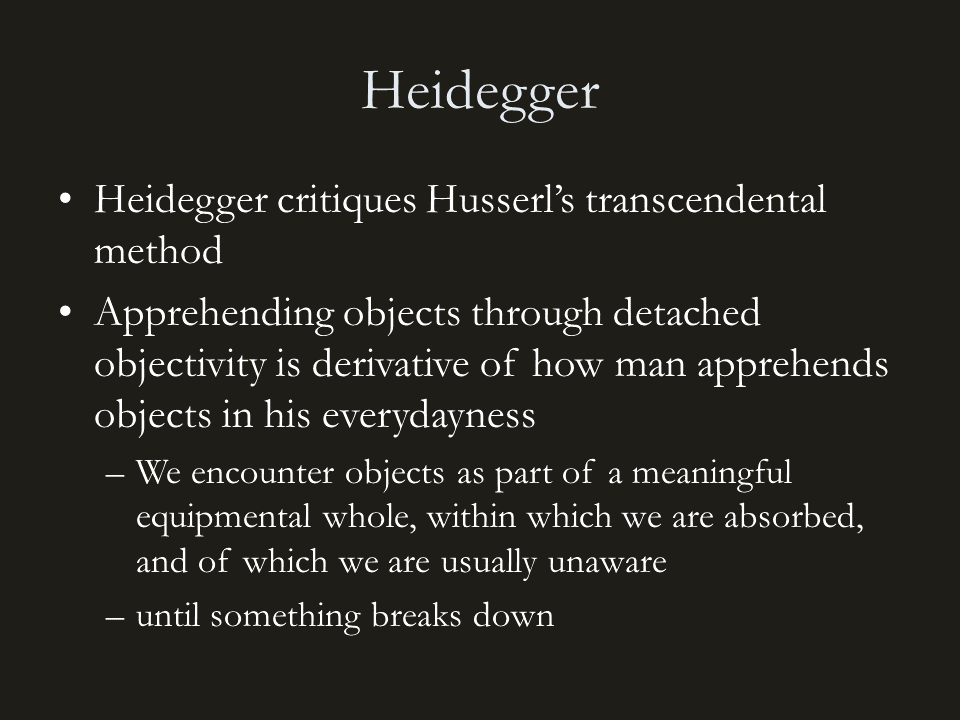 Heidegger
• Heidegger critiques Husserl’s transcendental
method
• Apprehending objects through detached
objectivity is derivative of how man apprehends
objects in his everydayness
–We encounter objects as part of a meaningful
equipmental whole, within which we are absorbed,
and of which we are usually unaware
–until something breaks down